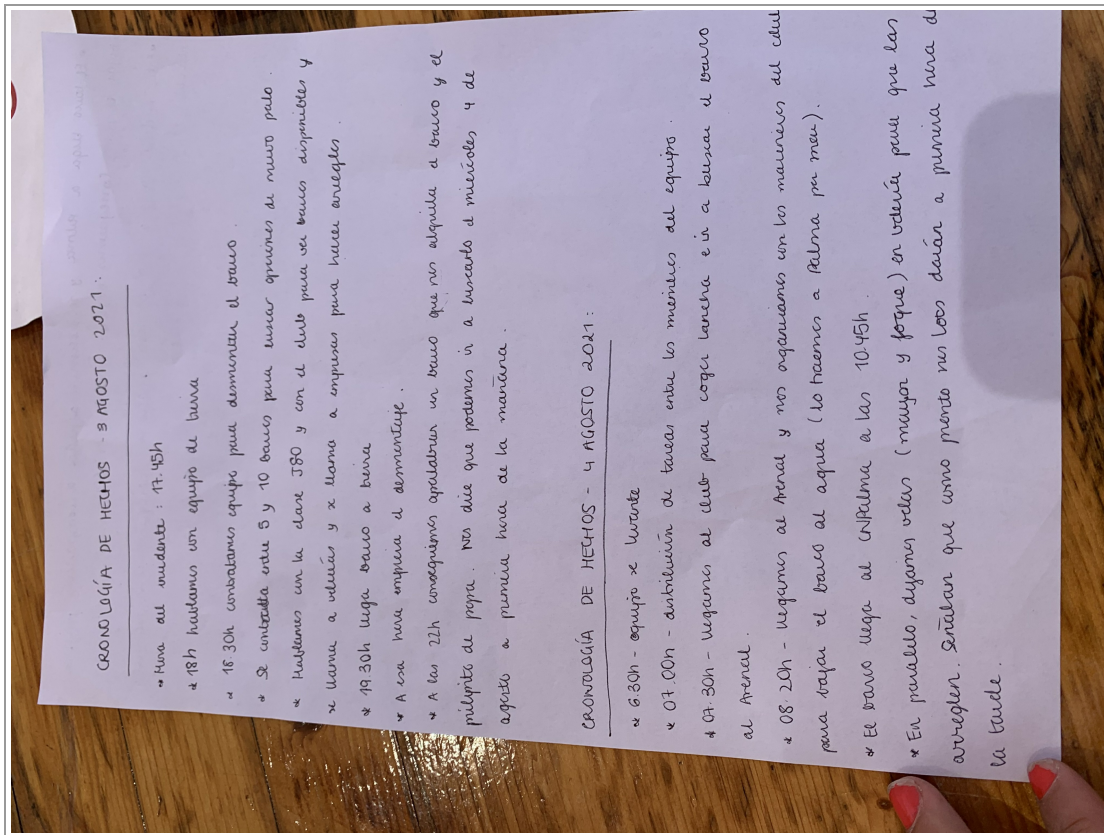 CRONOLOGÍA DE HECHOS - 3 AGOSTO 2021:
* Hora del incidente: 17.45h
* 18h hablamos con equipo de tierra
* 18.30h contratamos equipo para desmontar el barco.
* Se contacta entre 5 y 10 barcos para buscar opciones de nuevo palo.
* Hablamos con la clase J80 y con el club para ver barcos disponibles y
se llama a velerías y se llama a empresas para hacer arreglos.
* 19.30h llega barco a tierra
* A esa hora empieza el desmontaje.
* A las 22h conseguimos apalabrar un barco que nos alquila el barco y el
púlpito de popa. Nos dice que podemos ir a buscarlo el miércoles 4 de
agosto a primera hora de la mañana.
CRONOLOGÍA DE HECHOS - 4 AGOSTO 2021:
* 6:30h - equipo se levanta
* 07.00h - distribución de tareas entre los miembros del equipo.
* 07.30h - llegamos al club para coger lancha e ir a buscar el barco
al Arenal.
* 08.20h - llegamos al Arenal y nos organizamos con los marineros del club
para bajar el barco al agua (lo traemos a Palma por mar).
* El barco llega al CNPalma a las 10.45h.
* En paralelo, dejamos velas (mayor y foque) en velería para que las
arreglen. Señalan que como pronto nos las darán a primera hora de
la tarde.